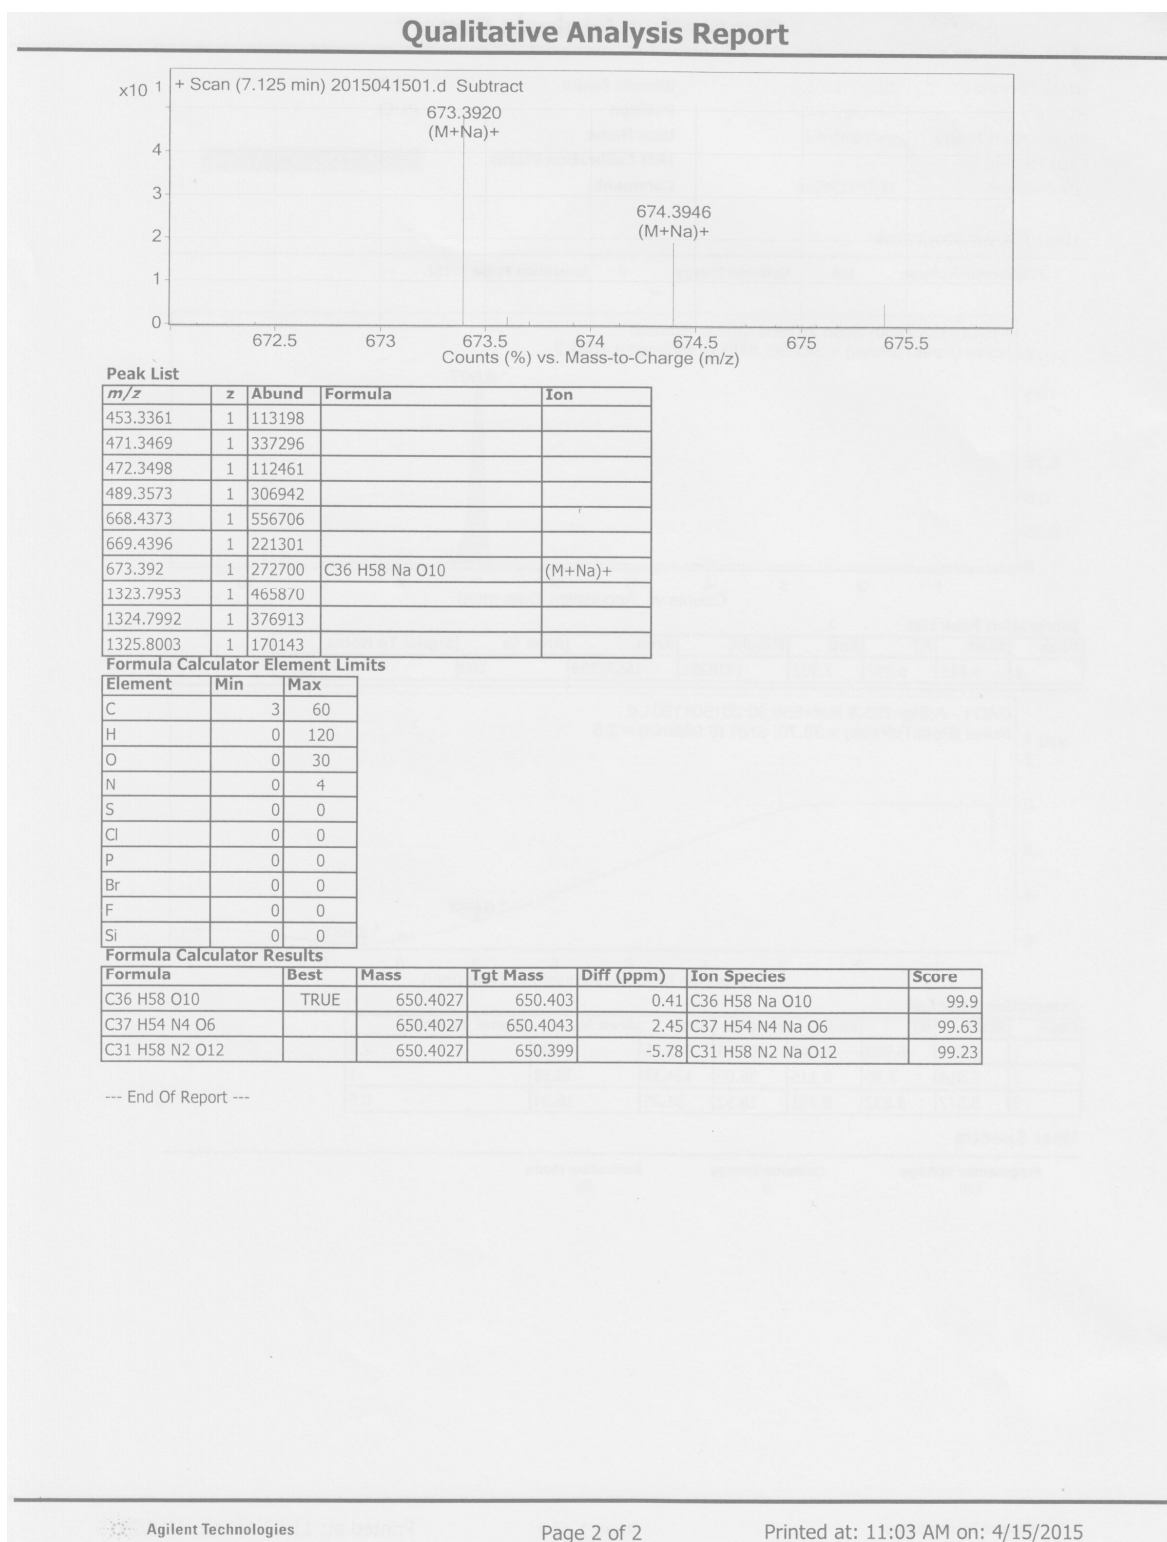 Qualitative Analysis Report
x10 1
+ Scan (7.125 min) 2015041501.d Subtract
673.3920
(M+Na)+
4
3
674.3946
(M+Na)+
2
1
0
672.5 673 673.5 674 674.5 675 675.5
Counts (%) vs. Mass-to-Charge (m/z)
Peak List
m/z z Abund Formula Ion
453.3361 1 113198
471.3469 1 337296
472.3498 1 112461
489.3573 1 306942
668.4373 1 556706
669.4396 1 221301
673.392 1 272700 C36 H58 Na O10 (M+Na)+
1323.7953 1 465870
1324.7992 1 376913
1325.8003 1 170143
Formula Calculator Element Limits
Element Min Max
C 3 60
H 0 120
O 0 30
N 0 4
S 0 0
Cl 0 0
P 0 0
Br 0 0
F 0 0
Si 0 0
Formula Calculator Results
Formula Best Mass Tgt Mass Diff (ppm) Ion Species Score
C36 H58 O10 TRUE 650.4027 650.403 0.41 C36 H58 Na O10 99.9
C37 H54 N4 O6 650.4027 650.4043 2.45 C37 H54 N4 Na O6 99.63
C31 H58 N2 O12 650.4027 650.399 -5.78 C31 H58 N2 Na O12 99.23
--- End Of Report ---
Agilent Technologies Page 2 of 2 Printed at: 11:03 AM on: 4/15/2015